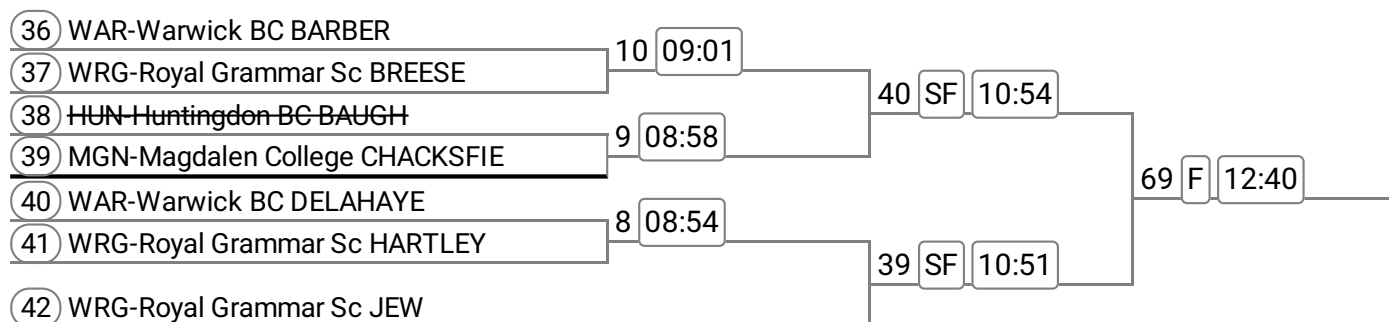 36 WAR-Warwick BC BARBER
10 09:01
37 WRG-Royal Grammar Sc BREESE
40 SF 10:54
38 HUN-Huntingdon BC BAUGH
9 08:58
39 MGN-Magdalen College CHACKSFIE
69 F 12:40
40 WAR-Warwick BC DELAHAYE
8 08:54
41 WRG-Royal Grammar Sc HARTLEY
39 SF 10:51
42 WRG-Royal Grammar Sc JEW